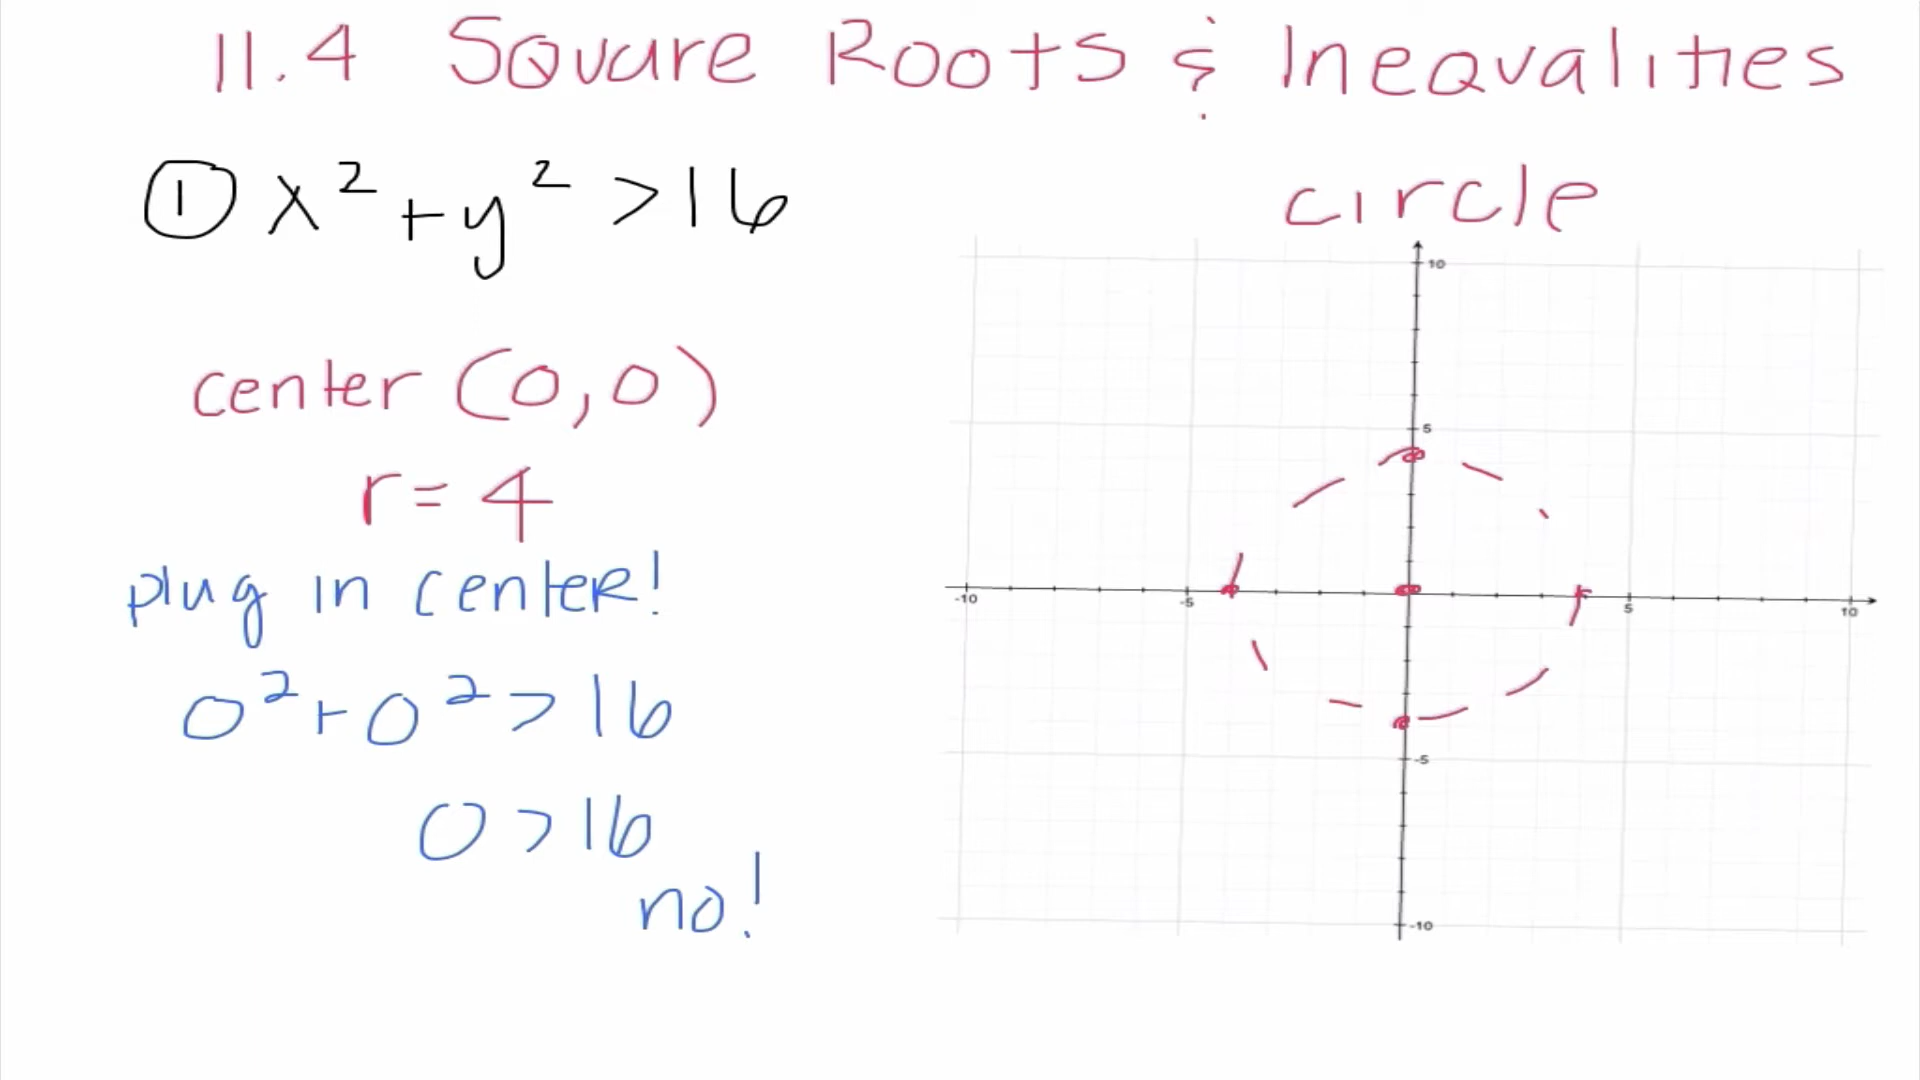 11.4 Square Roots & Inequalities
① x² + y² > 16
circle
center (0,0)
r = 4
plug in center!
0² + 0² > 16
0 > 16
no!
10
5
-10
-5
5
10
-5
-10